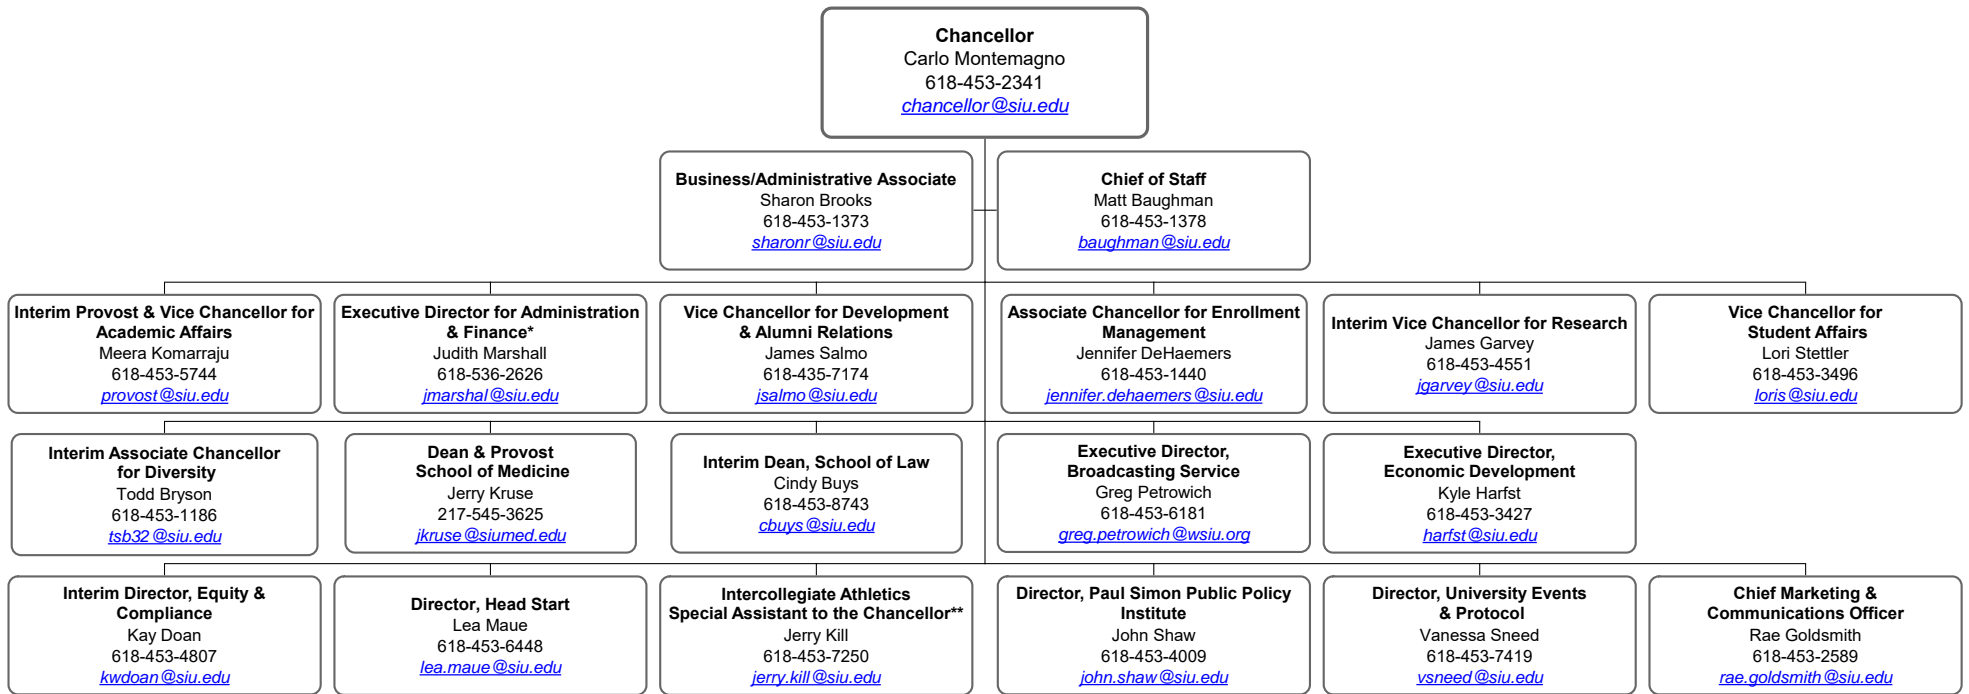 Chancellor
Carlo Montemagno
618-453-2341
chancellor@siu.edu
Business/Administrative Associate
Sharon Brooks
618-453-1373
sharonr@siu.edu
Chief of Staff
Matt Baughman
618-453-1378
baughman@siu.edu
Interim Provost & Vice Chancellor for
Academic Affairs
Meera Komarraju
618-453-5744
provost@siu.edu
Executive Director for Administration
& Finance*
Judith Marshall
618-536-2626
jmarshal@siu.edu
Vice Chancellor for Development
& Alumni Relations
James Salmo
618-435-7174
jsalmo@siu.edu
Associate Chancellor for Enrollment
Management
Jennifer DeHaemers
618-453-1440
jennifer.dehaemers@siu.edu
Interim Vice Chancellor for Research
James Garvey
618-453-4551
jgarvey@siu.edu
Vice Chancellor for
Student Affairs
Lori Stettler
618-453-3496
loris@siu.edu
Interim Associate Chancellor
for Diversity
Todd Bryson
618-453-1186
tsb32@siu.edu
Dean & Provost
School of Medicine
Jerry Kruse
217-545-3625
jkruse@siumed.edu
Interim Dean, School of Law
Cindy Buys
618-453-8743
cbuys@siu.edu
Executive Director,
Broadcasting Service
Greg Petrowich
618-453-6181
greg.petrowich@wsiu.org
Executive Director,
Economic Development
Kyle Harfst
618-453-3427
harfst@siu.edu
Interim Director, Equity &
Compliance
Kay Doan
618-453-4807
kwdoan@siu.edu
Director, Head Start
Lea Maue
618-453-6448
lea.maue@siu.edu
Intercollegiate Athletics
Special Assistant to the Chancellor**
Jerry Kill
618-453-7250
jerry.kill@siu.edu
Director, Paul Simon Public Policy
Institute
John Shaw
618-453-4009
john.shaw@siu.edu
Director, University Events
& Protocol
Vanessa Sneed
618-453-7419
vsneed@siu.edu
Chief Marketing &
Communications Officer
Rae Goldsmith
618-453-2589
rae.goldsmith@siu.edu